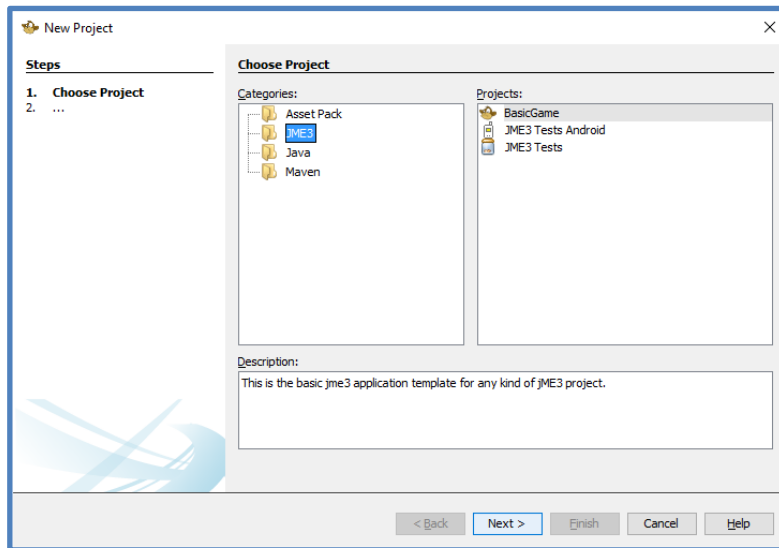 New Project
Steps
1. Choose Project
2. ...
Choose Project
Categories:
Asset Pack
JME3
Java
Maven
Projects:
BasicGame
JME3 Tests Android
JME3 Tests
Description:
This is the basic jme3 application template for any kind of jME3 project.
< Back
Next >
Finish
Cancel
Help